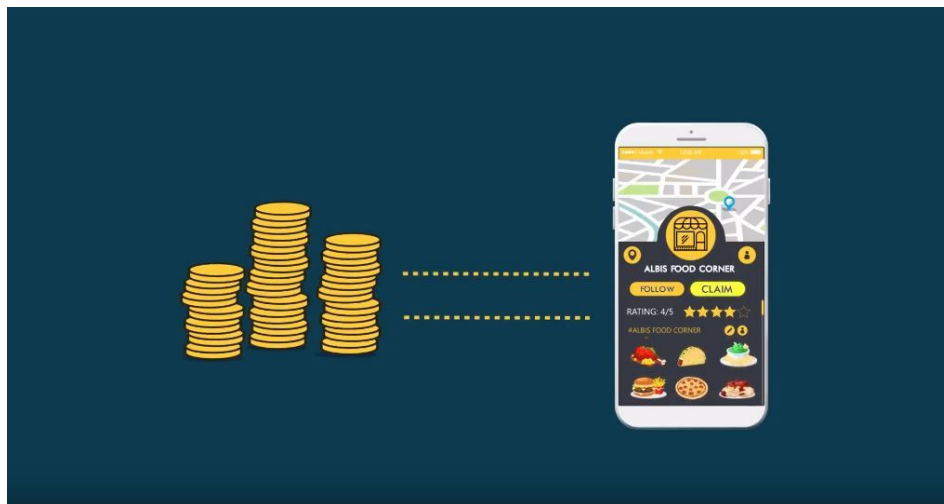 ALBIS FOOD CORNER
FOLLOW CLAIM
RATING: 4/5
#ALBIS FOOD CORNER